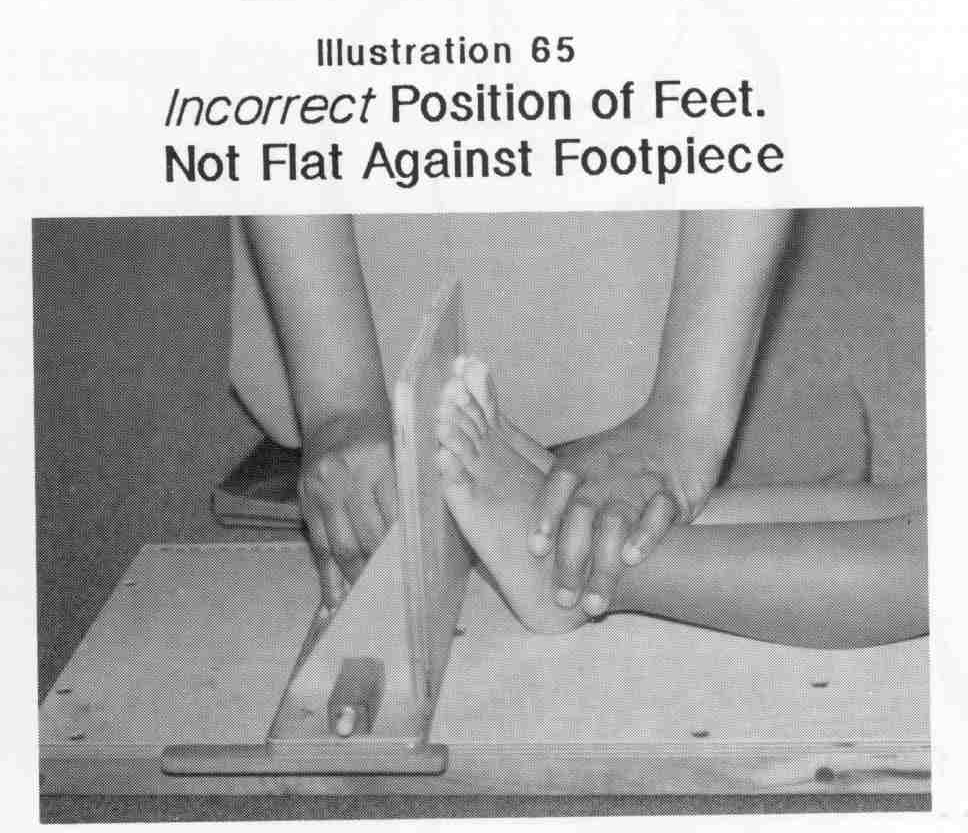 Illustration 65
Incorrect Position of Feet.
Not Flat Against Footpiece